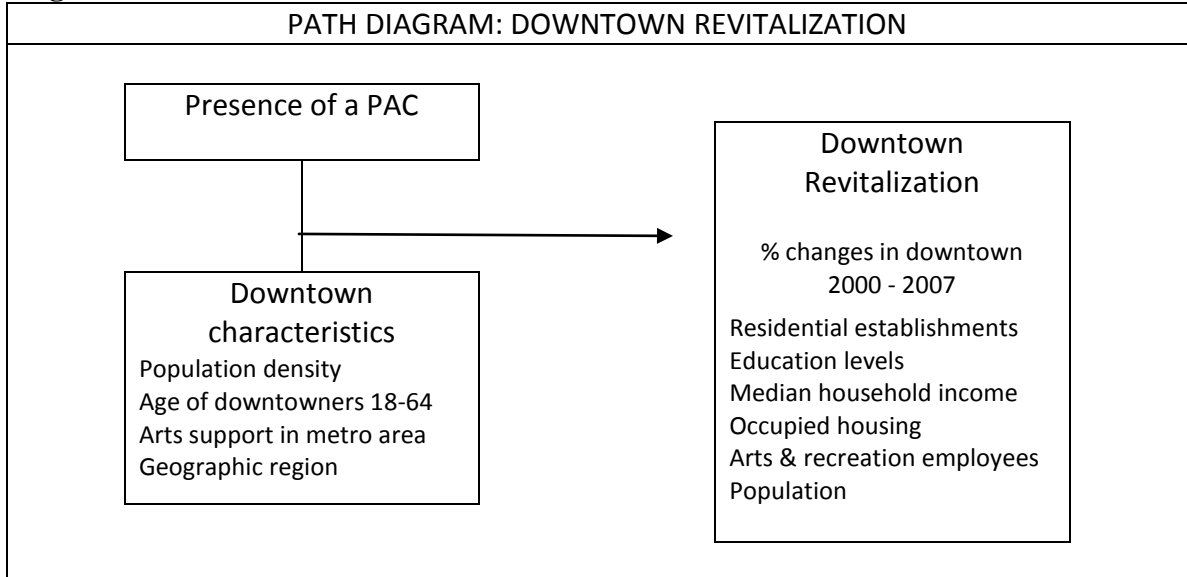 PATH DIAGRAM: DOWNTOWN REVITALIZATION
Presence of a PAC
Downtown
characteristics
Population density
Age of downtowners 18-64
Arts support in metro area
Geographic region
Downtown
Revitalization
% changes in downtown
2000 - 2007
Residential establishments
Education levels
Median household income
Occupied housing
Arts & recreation employees
Population